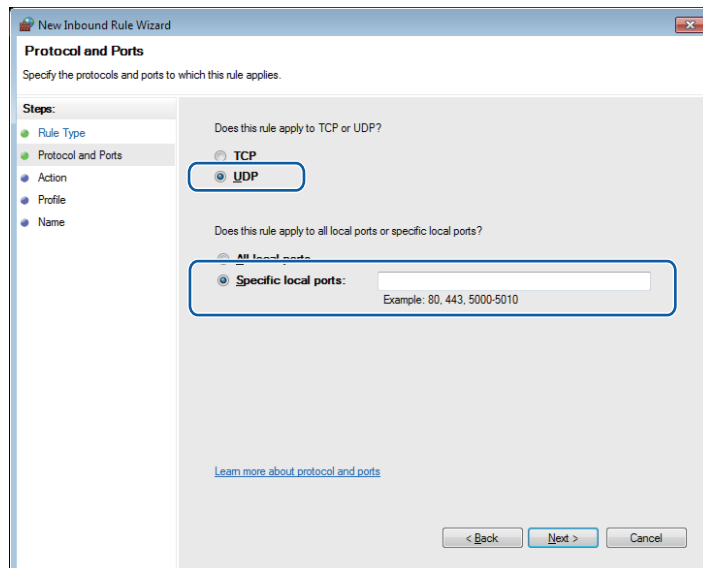 New Inbound Rule Wizard
Protocol and Ports
Specify the protocols and ports to which this rule applies.
Steps:
Rule Type
Protocol and Ports
Action
Profile
Name
Does this rule apply to TCP or UDP?
TCP
UDP
Does this rule apply to all local ports or specific local ports?
All local ports
Specific local ports:
Example: 80, 443, 5000-5010
Learn more about protocol and ports
< Back
Next >
Cancel